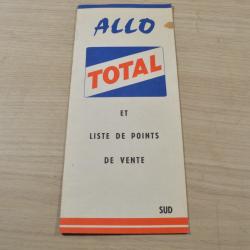 ALLO
TOTAL
ET
LISTE DE POINTS
DE VENTE
SUD